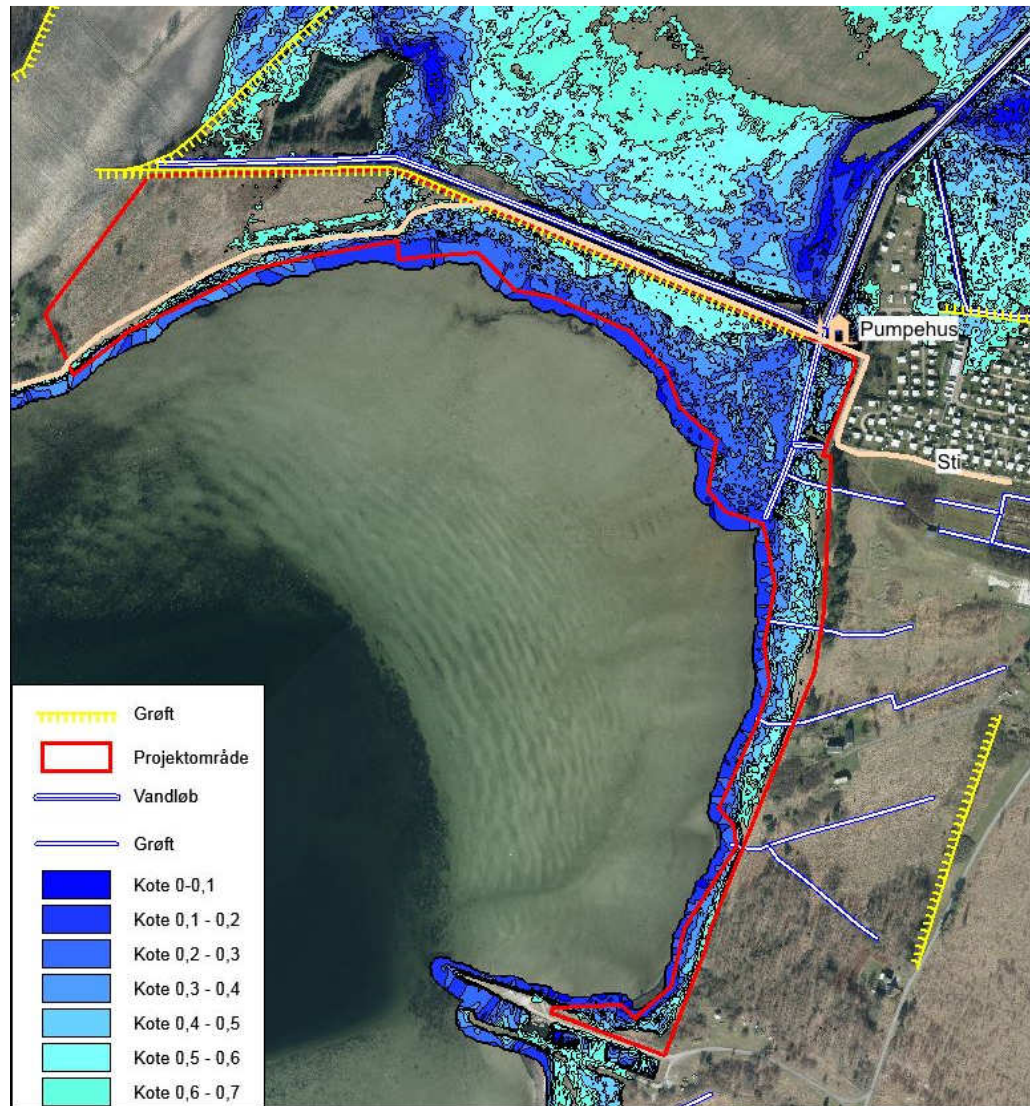 Pumpehus
Sti
Grøft
Projektområde
Vandløb
Grøft
Kote 0-0,1
Kote 0,1 - 0,2
Kote 0,2 - 0,3
Kote 0,3 - 0,4
Kote 0,4 - 0,5
Kote 0,5 - 0,6
Kote 0,6 - 0,7